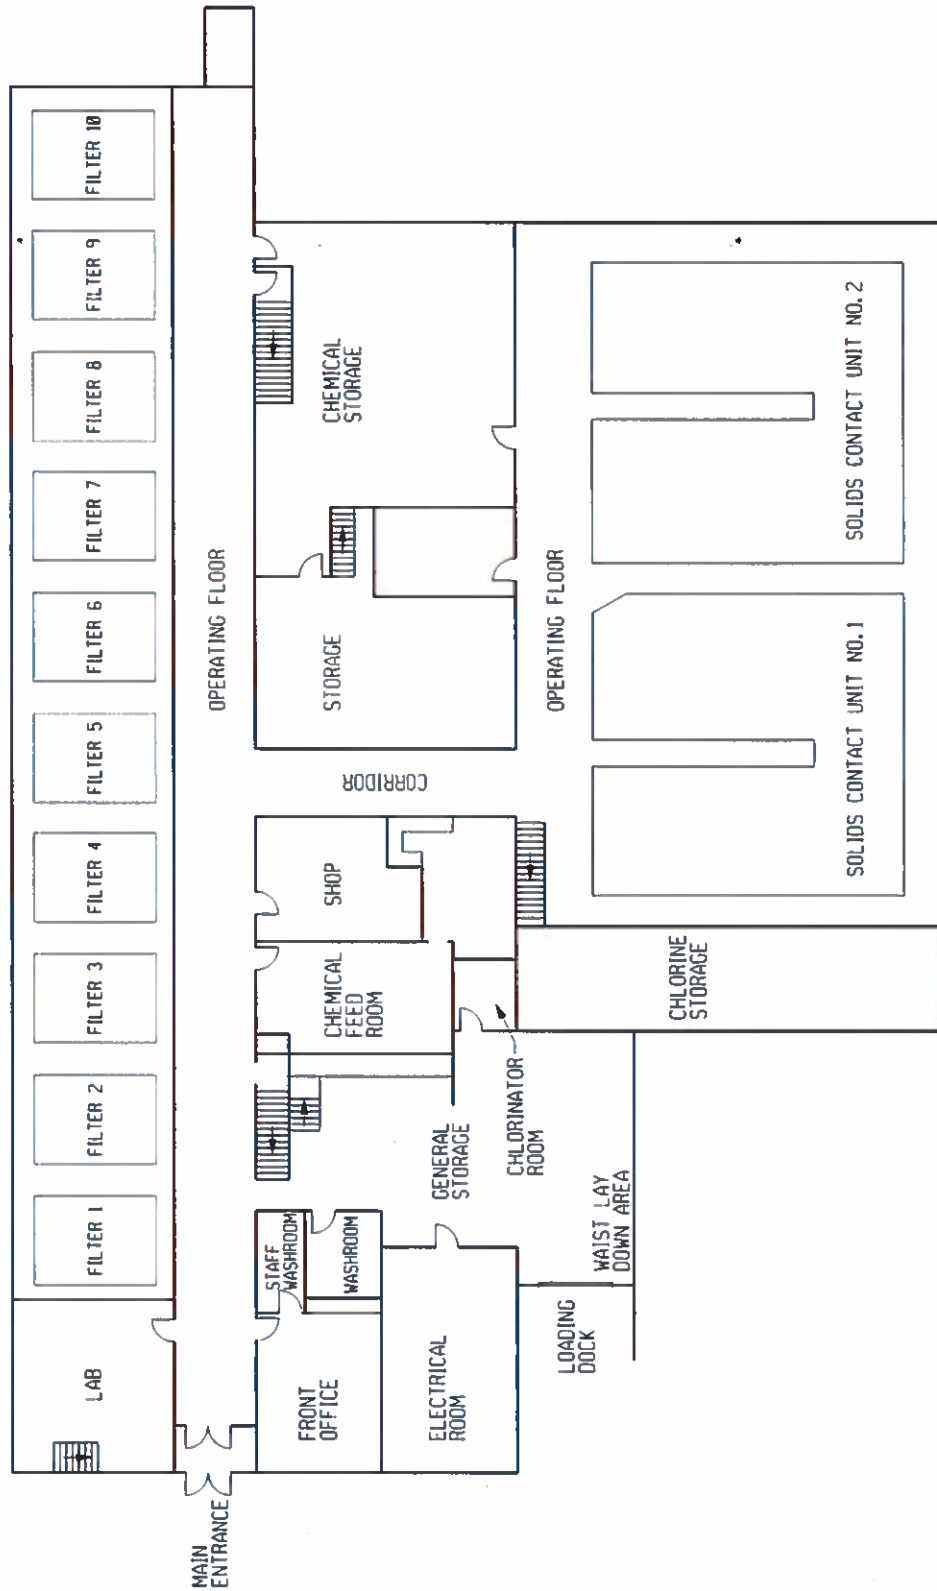 FILTER 1
FILTER 2
FILTER 3
FILTER 4
FILTER 5
FILTER 6
FILTER 7
FILTER 8
FILTER 9
FILTER 10
LAB
MAIN
ENTRANCE
OPERATING FLOOR
FRONT
OFFICE
STAFF
WASHROOM
WASHROOM
CHEMICAL
FEED
ROOM
SHOP
CORRIDOR
STORAGE
CHEMICAL
STORAGE
ELECTRICAL
ROOM
GENERAL
STORAGE
CHLORINATOR
ROOM
OPERATING FLOOR
LOADING
DOCK
WAIST LAY
DOWN AREA
CHLORINE
STORAGE
SOLIDS CONTACT UNIT NO.1
SOLIDS CONTACT UNIT NO.2